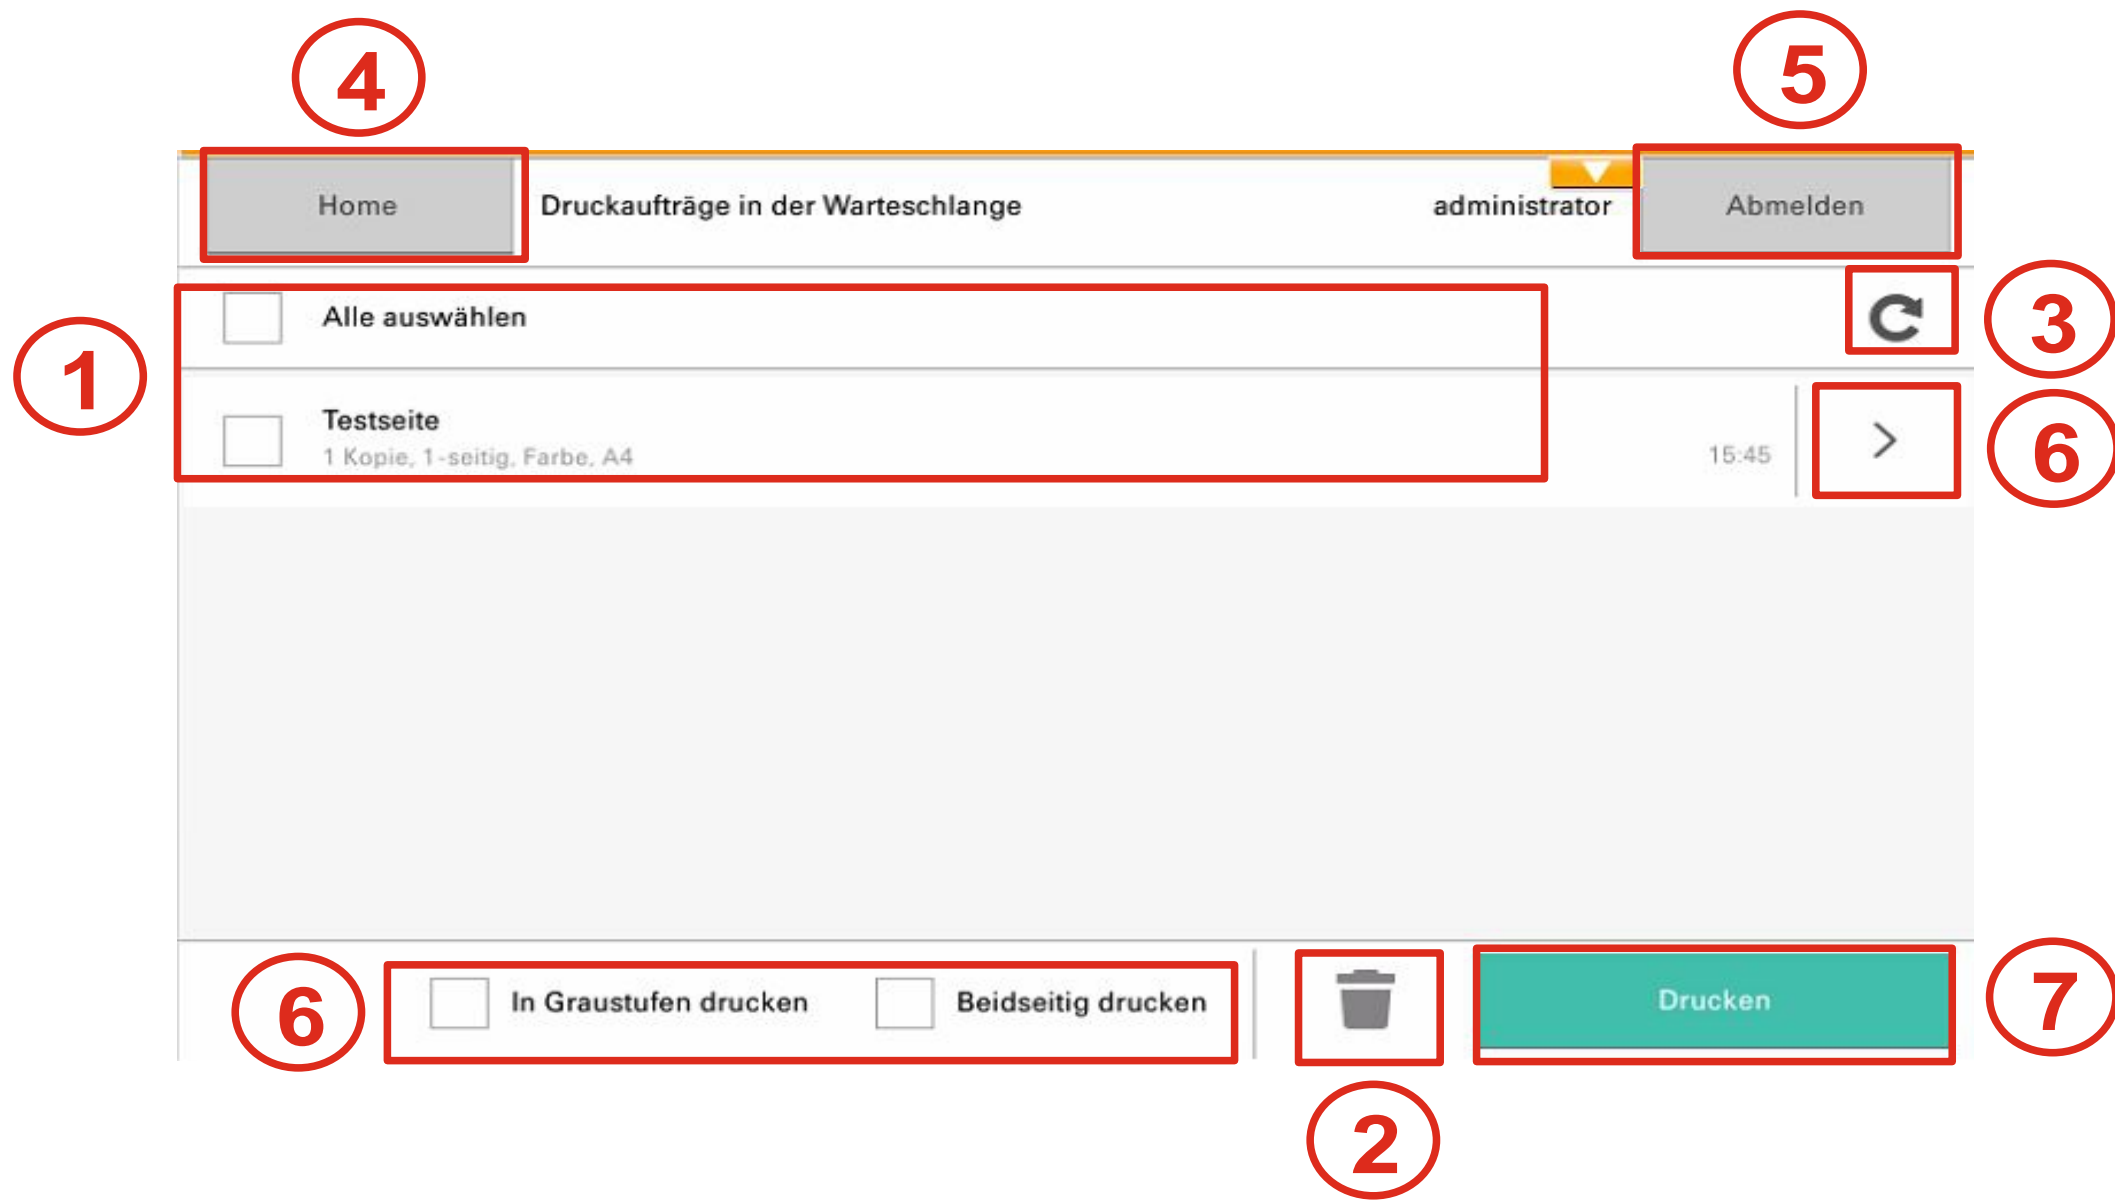 4
5
Home
Druckaufträge in der Warteschlange
administrator
Abmelden
1
Alle auswählen
3
Testseite
1 Kopie, 1-seitig, Farbe, A4
15:45
6
6
In Graustufen drucken
Beidseitig drucken
Drucken
7
2